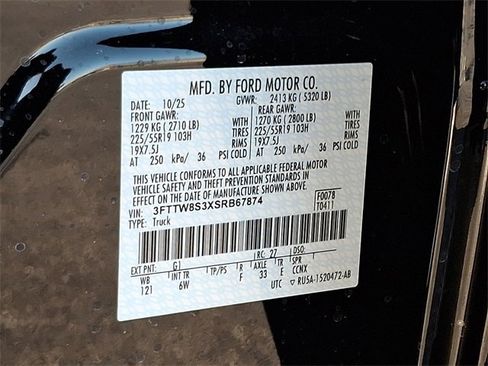 MFD. BY FORD MOTOR CO.
DATE: 10/25 GVWR: 2413 KG ( 5320 LB)
FRONT GAWR: REAR GAWR:
1229 KG ( 2710 LB) WITH 1270 KG ( 2800 LB) WITH
225/55R19 103H TIRES 225/55R19 103H TIRES
19X7.5J RIMS 19X7.5J RIMS
AT 250 kPa/ 36 PSI COLD AT 250 kPa/ 36 PSI COLD
THIS VEHICLE CONFORMS TO ALL APPLICABLE FEDERAL MOTOR
VEHICLE SAFETY AND BUMPER STANDARDS IN
EFFECT ON THE DATE OF MANUFACTURE SHOWN ABOVE.
VIN: 3FTTW8S3XSRB67874 F0078
TYPE: Truck F0411
EXT PNT: G1 RC: 27 DSO:
WB INT TR TP/PS R AXLE TR SPR
121 6W F 33 E CCNX
UTC ▽ RU5A-1520472-AB